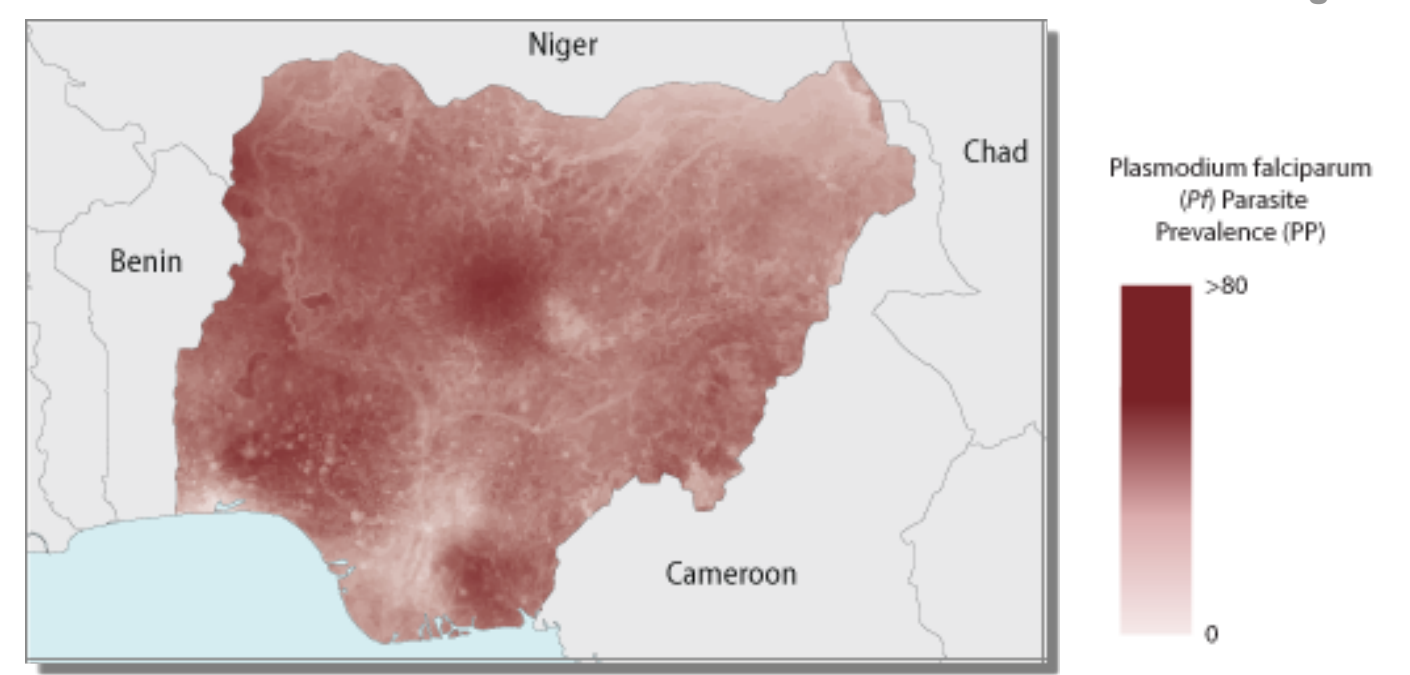 Niger
Chad
Benin
Cameroon
Plasmodium falciparum
(Pf) Parasite
Prevalence (PP)
>80
0